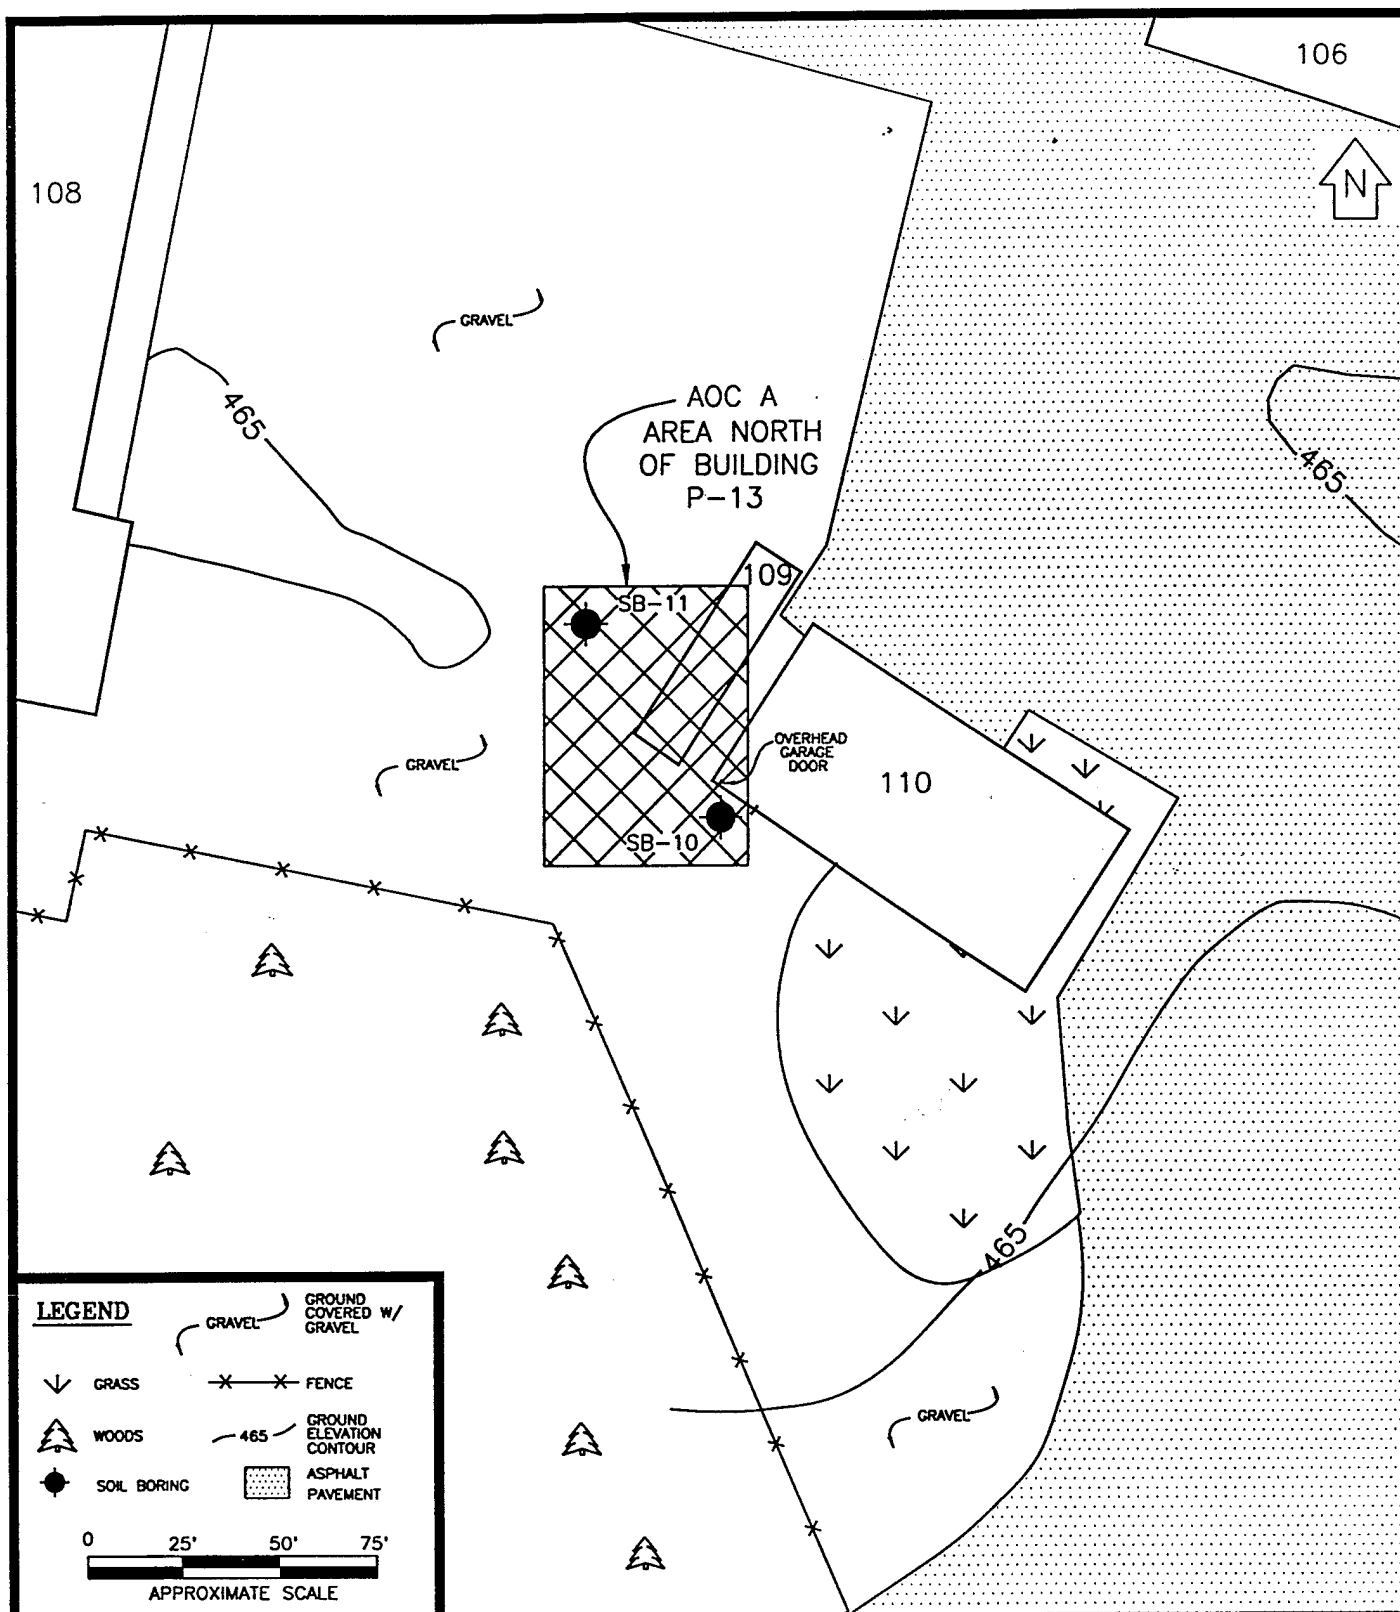 106
108
N
GRAVEL
AOC A
AREA NORTH
OF BUILDING
P-13
465
465
109
SB-11
OVERHEAD
GARAGE
DOOR
110
GRAVEL
SB-10
465
GRAVEL
LEGEND
GRAVEL
GROUND
COVERED W/
GRAVEL
GRASS
FENCE
WOODS
465
GROUND
ELEVATION
CONTOUR
SOIL BORING
ASPHALT
PAVEMENT
0 25' 50' 75'
APPROXIMATE SCALE